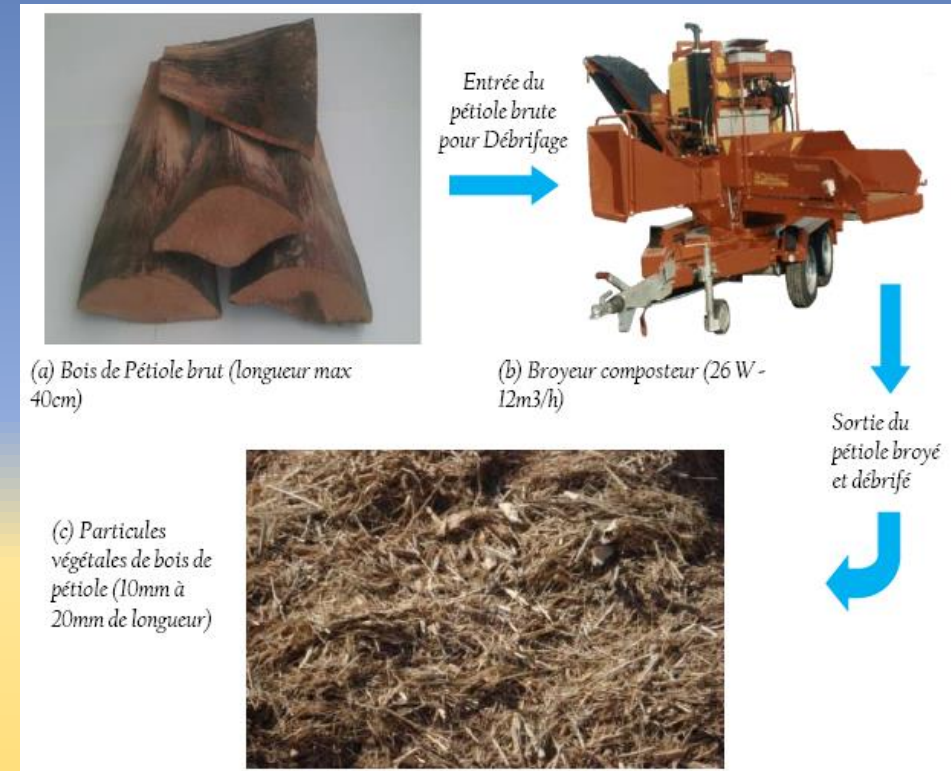 Entrée du
pétiole brute
pour Débrifage
(a) Bois de Pétiole brut (longueur max
40cm)
(b) Broyeur composteur (26 W -
12m3/h)
Sortie du
pétiole broyé
et débrifé
(c) Particules
végétales de bois de
pétiole (10mm à
20mm de longueur)